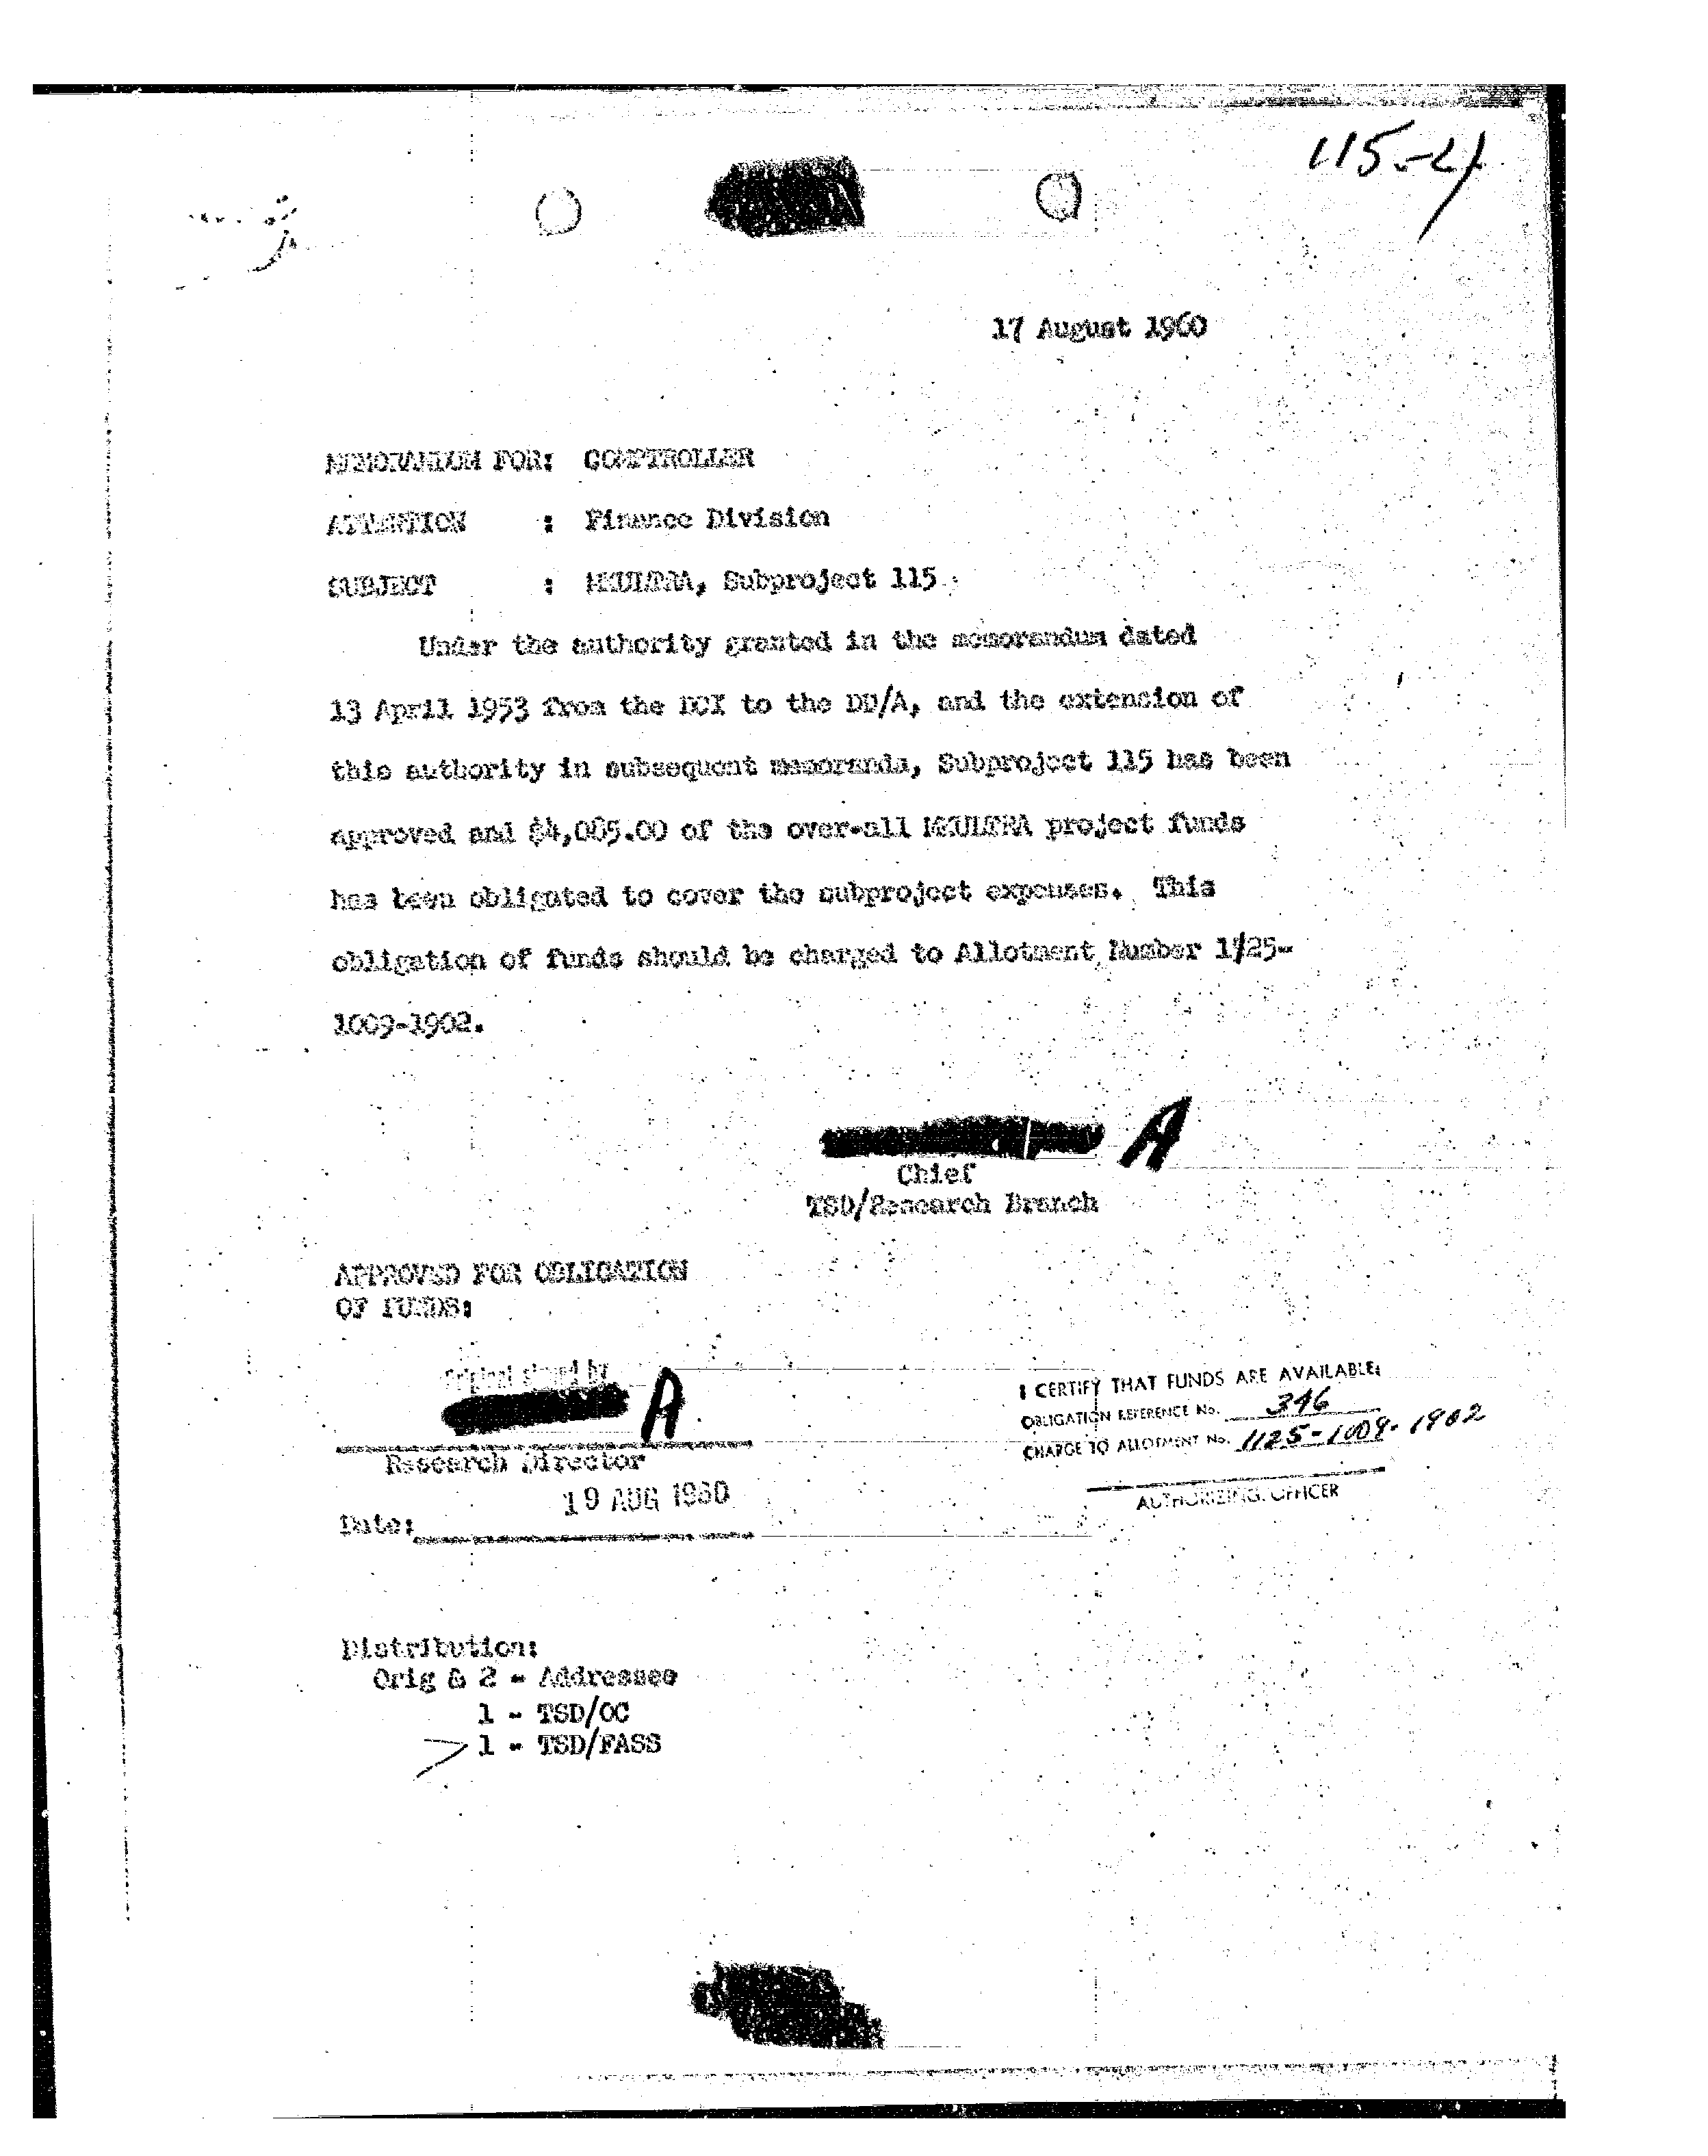 115-4
17 August 1960
MEMORANDUM FOR: COMPTROLLER
ATTENTION : Finance Division
SUBJECT : MKULTRA, Subproject 115
Under the authority granted in the memorandum dated
13 April 1953 from the DCI to the DD/A, and the extension of
this authority in subsequent memoranda, Subproject 115 has been
approved and of the over-all MKULTRA project funds
has been obligated to cover the subproject expenses. This
obligation of funds should be charged to Allotment Number 1125-
1009-1902.
A
Chief
TSD/Research Branch
APPROVED FOR OBLIGATION
OF FUNDS:
Original signed by
A
Research Director
Date: 19 AUG 1960
I CERTIFY THAT FUNDS ARE AVAILABLE:
OBLIGATION REFERENCE No. 346
CHARGE TO ALLOTMENT No. 1125-1009-1902
AUTHORIZING OFFICER
Distribution:
Orig & 2 - Addressee
1 - TSD/OC
1 - TSD/FASS